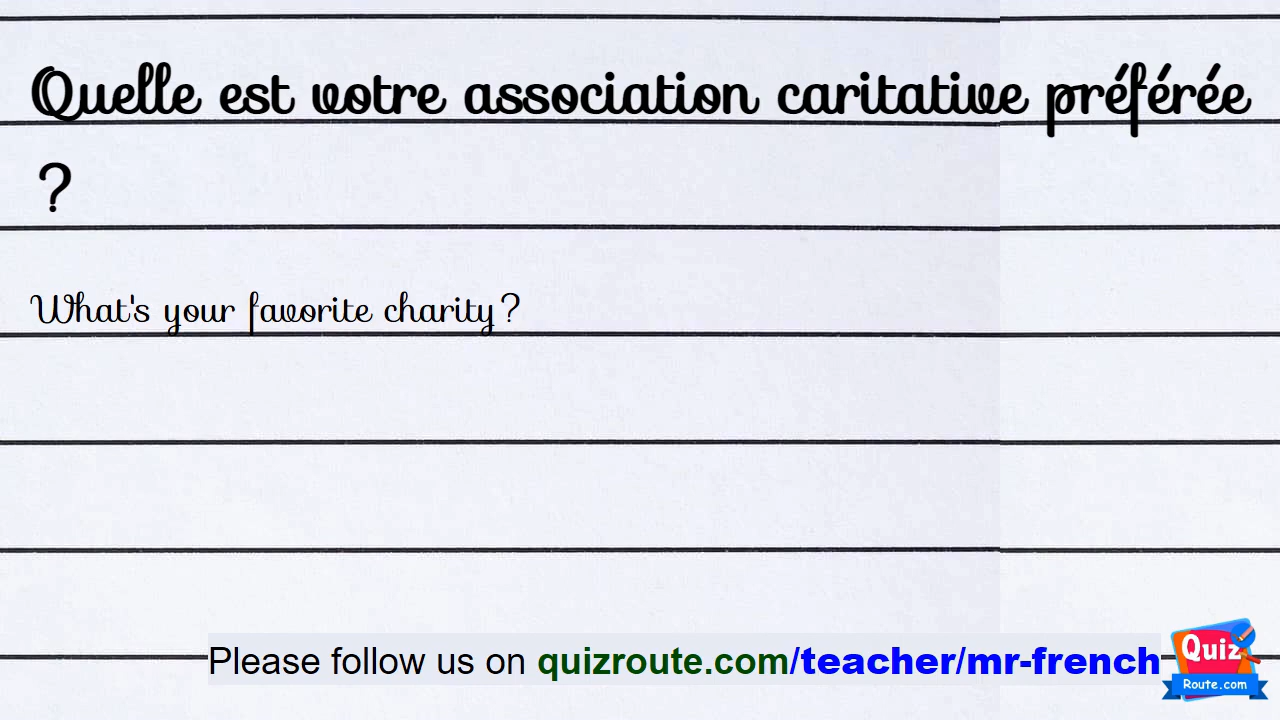 Quelle est votre association caritative préférée
?
What's your favorite charity?
Please follow us on quizroute.com/teacher/mr-french
Quiz
Route.com